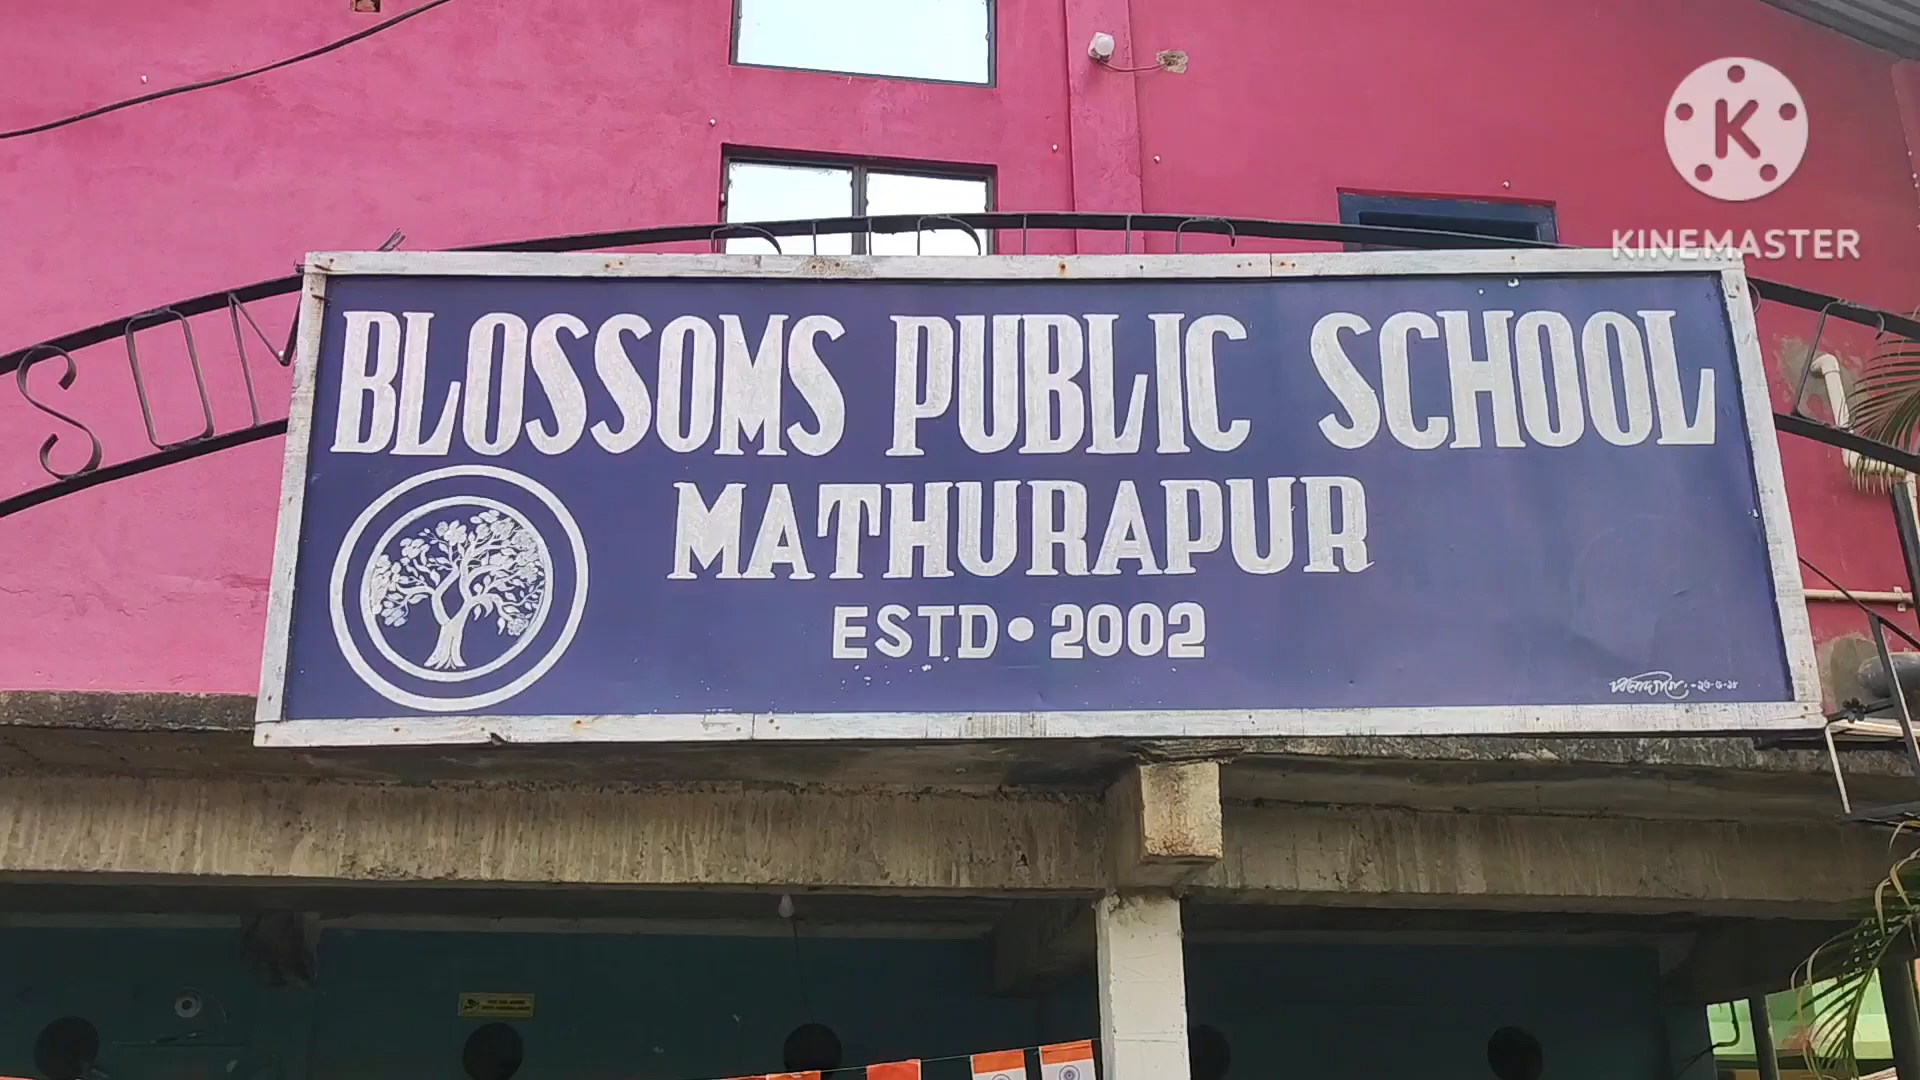 K
KINEMASTER
BLOSSOMS PUBLIC SCHOOL
MATHURAPUR
ESTD • 2002